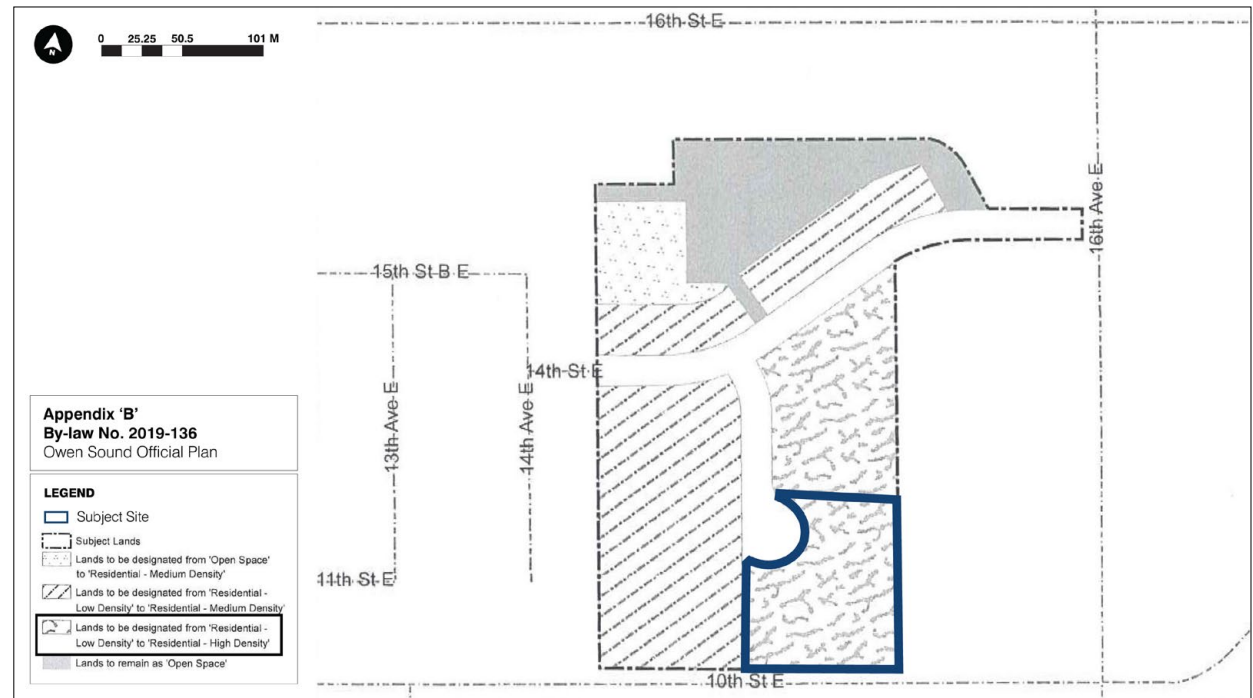 16th St E
N
0 25.25 50.5 101 M
16th Ave E
15th St B E
14th St E
13th Ave E
14th Ave E
11th St E
10th St E
Appendix 'B'
By-law No. 2019-136
Owen Sound Official Plan
LEGEND
Subject Site
Subject Lands
Lands to be designated from 'Open Space'
to 'Residential - Medium Density'
Lands to be designated from 'Residential -
Low Density' to 'Residential - Medium Density'
Lands to be designated from 'Residential -
Low Density' to 'Residential - High Density'
Lands to remain as 'Open Space'